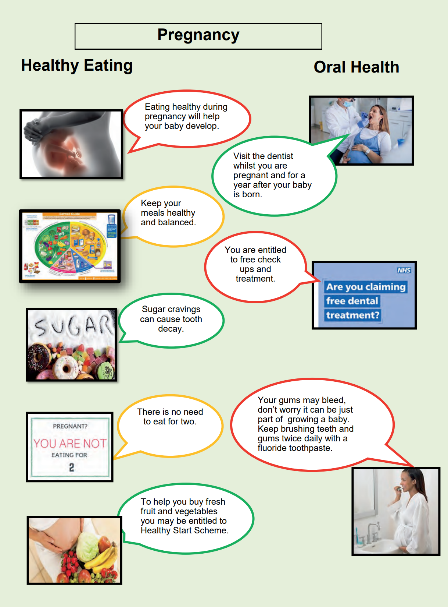 Pregnancy
Healthy Eating
Oral Health
Eating healthy during
pregnancy will help
your baby develop.
Visit the dentist
whilst you are
pregnant and for a
year after your baby
is born.
Keep your
meals healthy
and balanced.
You are entitled
to free check
ups and
treatment.
NHS
Are you claiming
free dental
treatment?
Sugar cravings
can cause tooth
decay.
SUGAR
There is no need
to eat for two.
PREGNANT?
YOU ARE NOT
EATING FOR
2
Your gums may bleed,
don't worry it can be just
part of growing a baby.
Keep brushing teeth and
gums twice daily with a
fluoride toothpaste.
To help you buy fresh
fruit and vegetables
you may be entitled to
Healthy Start Scheme.